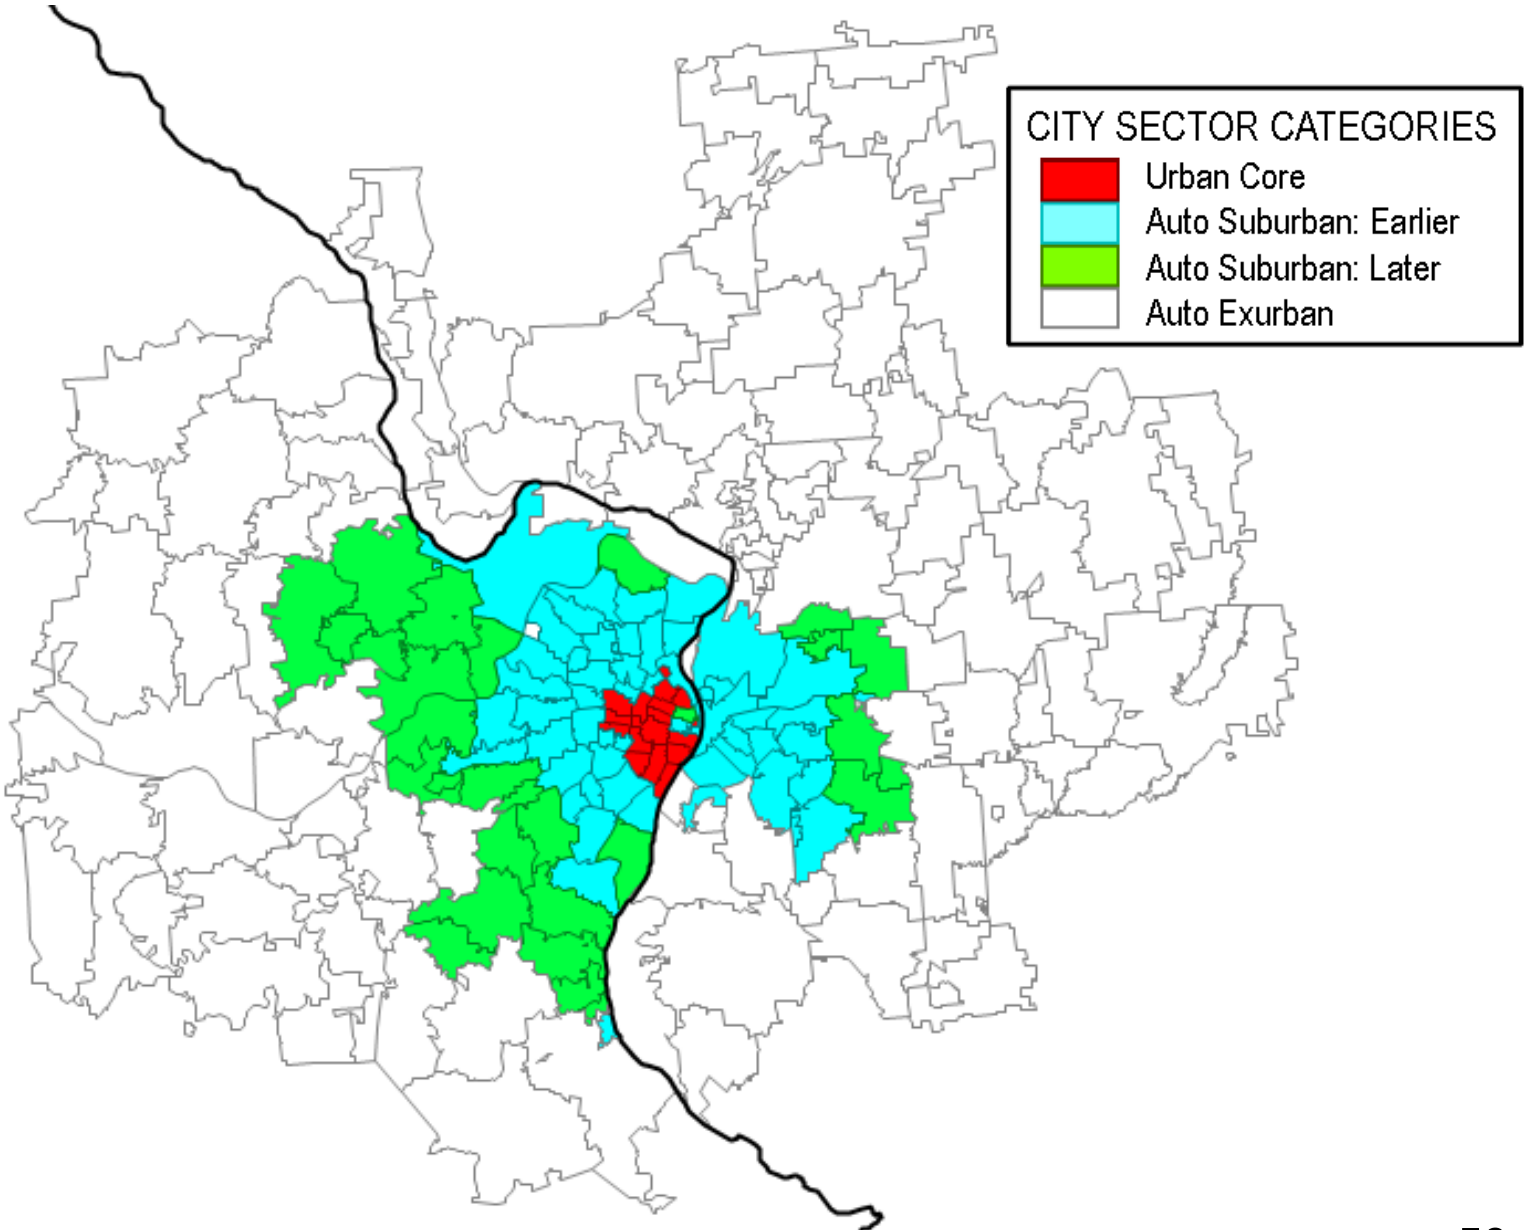 CITY SECTOR CATEGORIES
Urban Core
Auto Suburban: Earlier
Auto Suburban: Later
Auto Exurban